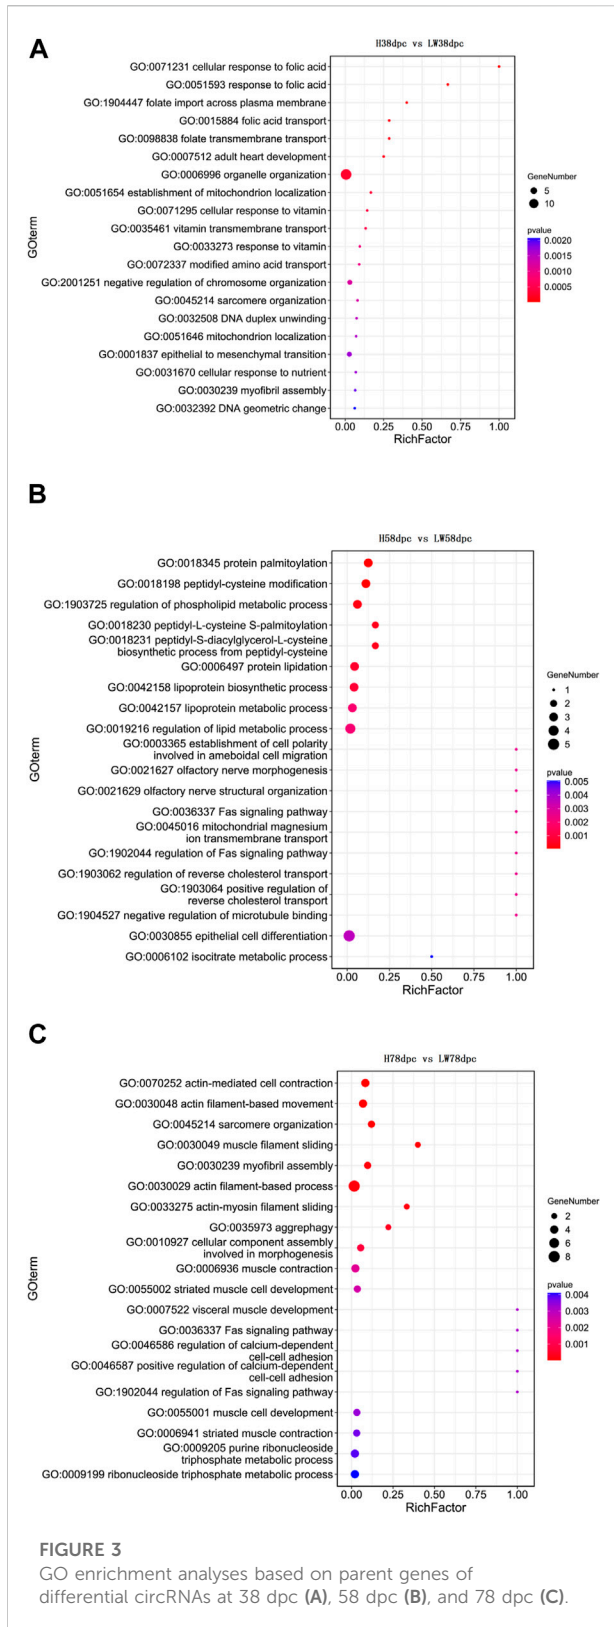 A
H38dpc vs LW38dpc
GO:0071231 cellular response to folic acid
GO:0051593 response to folic acid
GO:1904447 folate import across plasma membrane
GO:0015884 folic acid transport
GO:0098838 folate transmembrane transport
GO:0007512 adult heart development
GO:0006996 organelle organization
GO:0051654 establishment of mitochondrion localization
GO:0071295 cellular response to vitamin
GO:0035461 vitamin transmembrane transport
GO:0033273 response to vitamin
GO:0072337 modified amino acid transport
GO:2001251 negative regulation of chromosome organization
GO:0045214 sarcomere organization
GO:0032508 DNA duplex unwinding
GO:0051646 mitochondrion localization
GO:0001837 epithelial to mesenchymal transition
GO:0031670 cellular response to nutrient
GO:0030239 myofibril assembly
GO:0032392 DNA geometric change
GOterm
0.00 0.25 0.50 0.75 1.00
RichFactor
GeneNumber
5
10
pvalue
0.0020
0.0015
0.0010
0.0005
B
H58dpc vs LW58dpc
GO:0018345 protein palmitoylation
GO:0018198 peptidyl-cysteine modification
GO:1903725 regulation of phospholipid metabolic process
GO:0018230 peptidyl-L-cysteine S-palmitoylation
GO:0018231 peptidyl-S-diacylglycerol-L-cysteine
biosynthetic process from peptidyl-cysteine
GO:0006497 protein lipidation
GO:0042158 lipoprotein biosynthetic process
GO:0042157 lipoprotein metabolic process
GO:0019216 regulation of lipid metabolic process
GO:0003365 establishment of cell polarity
involved in ameboidal cell migration
GO:0021627 olfactory nerve morphogenesis
GO:0021629 olfactory nerve structural organization
GO:0036337 Fas signaling pathway
GO:0045016 mitochondrial magnesium
ion transmembrane transport
GO:1902044 regulation of Fas signaling pathway
GO:1903062 regulation of reverse cholesterol transport
GO:1903064 positive regulation of
reverse cholesterol transport
GO:1904527 negative regulation of microtubule binding
GO:0030855 epithelial cell differentiation
GO:0006102 isocitrate metabolic process
GOterm
0.00 0.25 0.50 0.75 1.00
RichFactor
GeneNumber
1
2
3
4
5
pvalue
0.005
0.004
0.003
0.002
0.001
C
H78dpc vs LW78dpc
GO:0070252 actin-mediated cell contraction
GO:0030048 actin filament-based movement
GO:0045214 sarcomere organization
GO:0030049 muscle filament sliding
GO:0030239 myofibril assembly
GO:0030029 actin filament-based process
GO:0033275 actin-myosin filament sliding
GO:0035973 aggrephagy
GO:0010927 cellular component assembly
involved in morphogenesis
GO:0006936 muscle contraction
GO:0055002 striated muscle cell development
GO:0007522 visceral muscle development
GO:0036337 Fas signaling pathway
GO:0046586 regulation of calcium-dependent
cell-cell adhesion
GO:0046587 positive regulation of calcium-dependent
cell-cell adhesion
GO:1902044 regulation of Fas signaling pathway
GO:0055001 muscle cell development
GO:0006941 striated muscle contraction
GO:0009205 purine ribonucleoside
triphosphate metabolic process
GO:0009199 ribonucleoside triphosphate metabolic process
GOterm
0.00 0.25 0.50 0.75 1.00
RichFactor
GeneNumber
2
4
6
8
pvalue
0.004
0.003
0.002
0.001
FIGURE 3
GO enrichment analyses based on parent genes of
differential circRNAs at 38 dpc (A), 58 dpc (B), and 78 dpc (C).